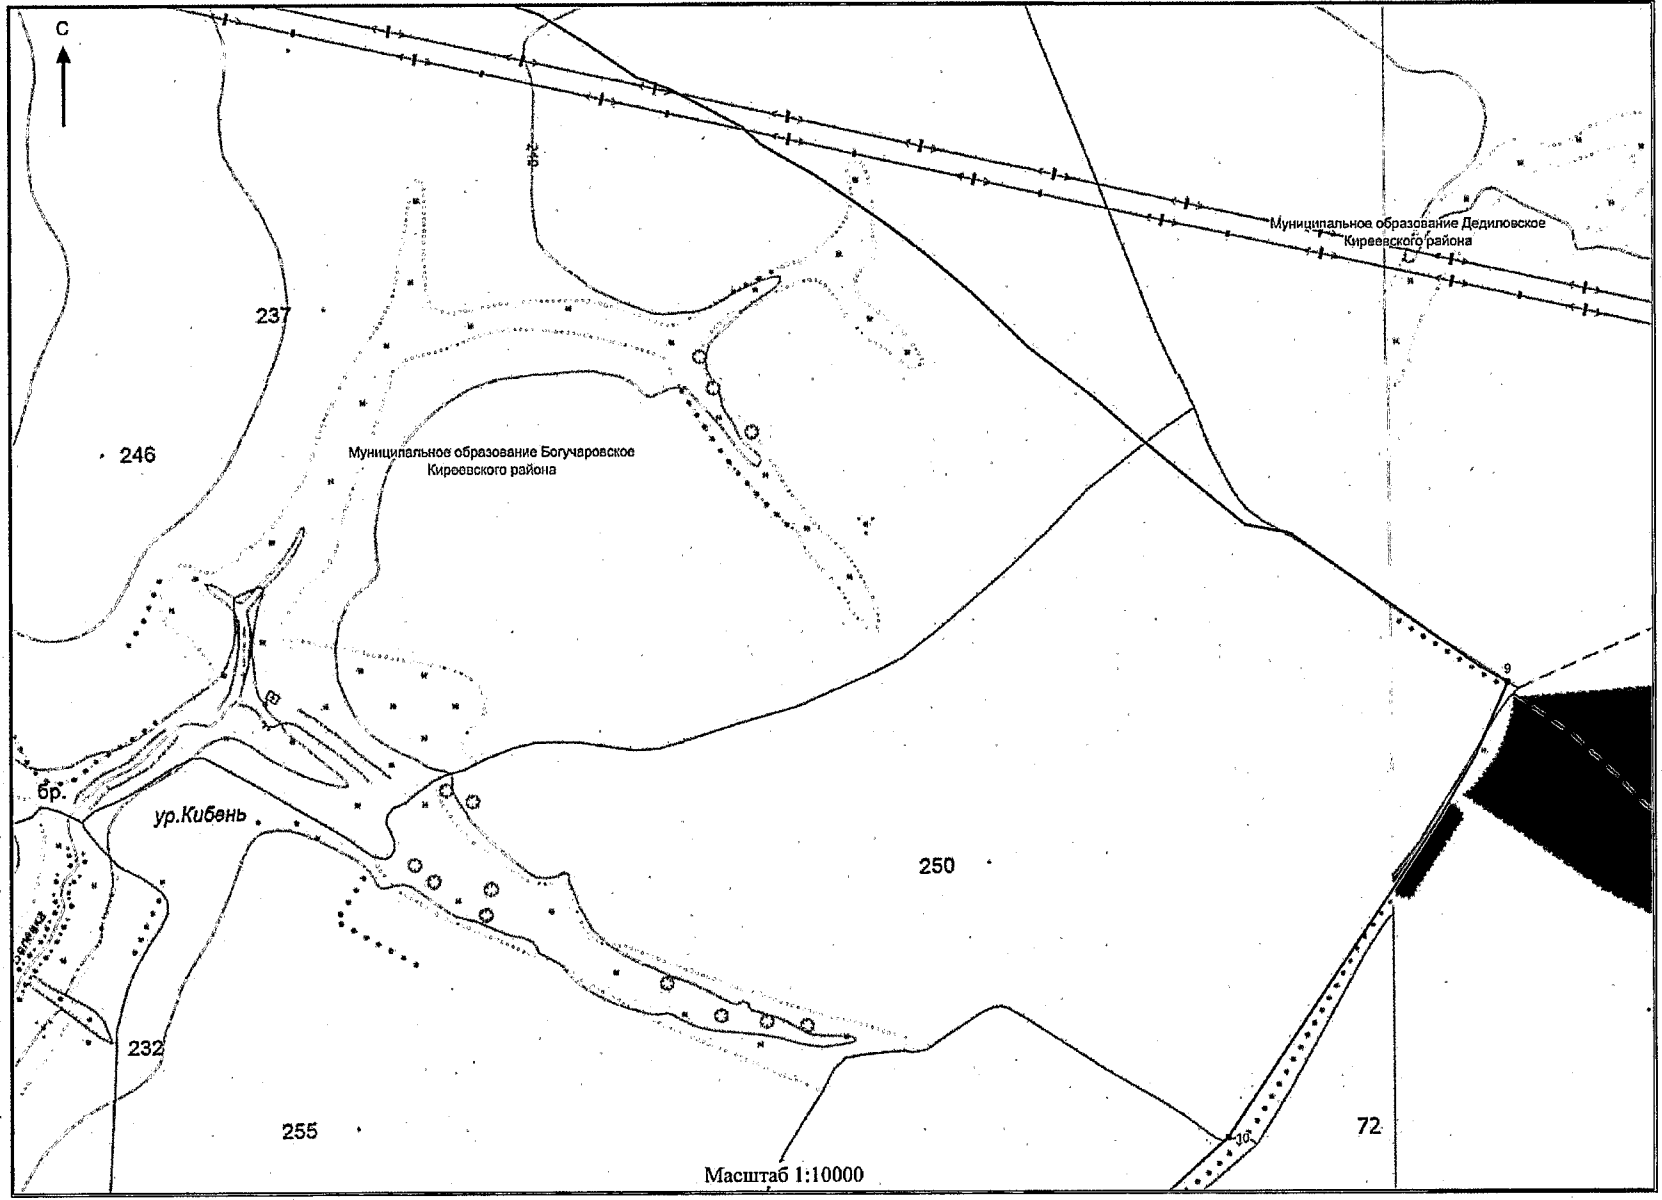 С
Муниципальное образование Дедиловское
Киреевского района
237
246
Муниципальное образование Богучаровское
Киреевского района
9
бр.
ур.Кибень
250
232
255
72
10
Масштаб 1:10000